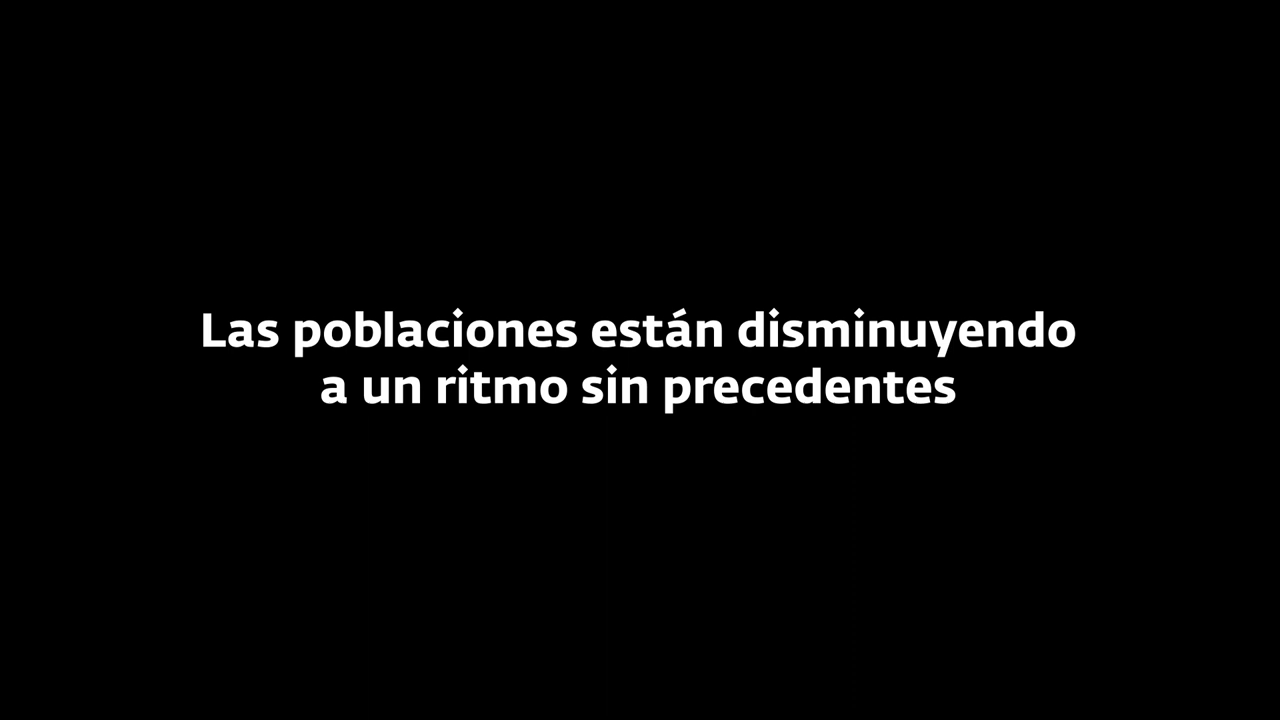 Las poblaciones están disminuyendo
a un ritmo sin precedentes